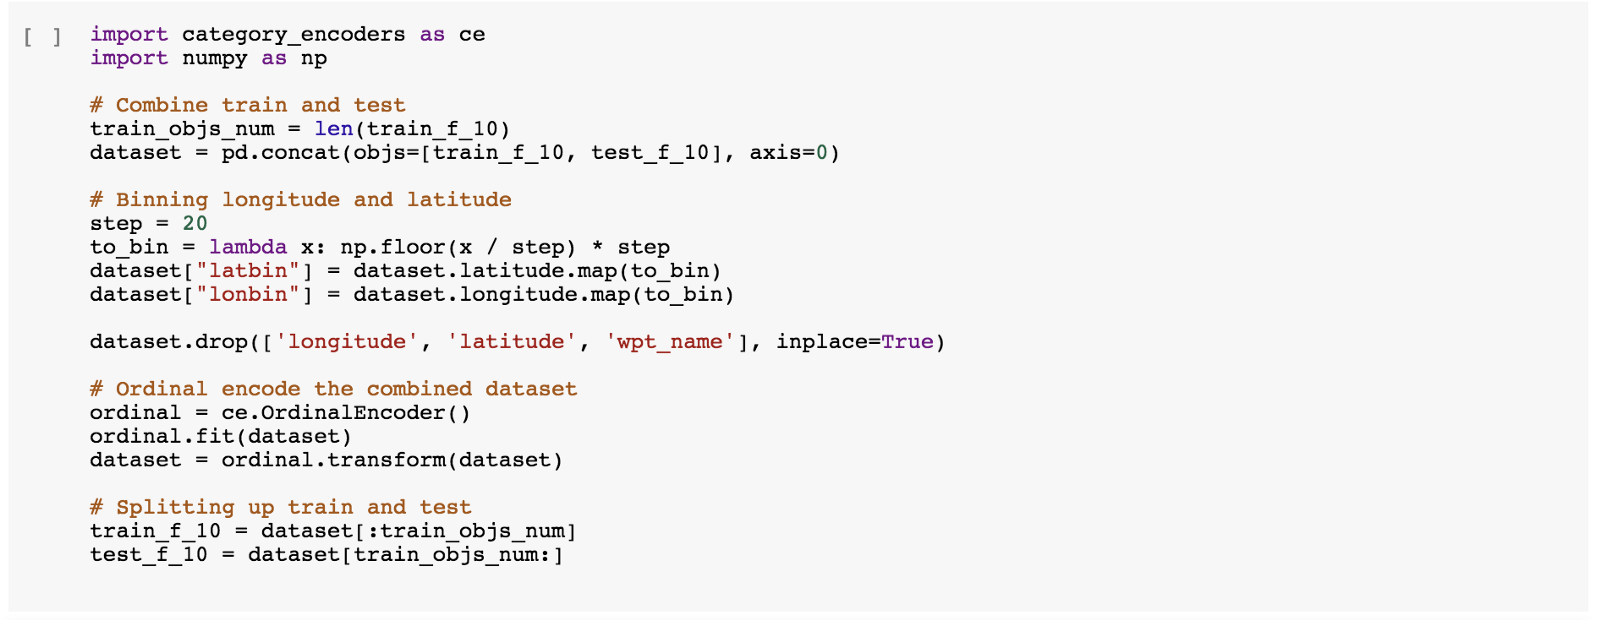 [ ] import category_encoders as ce
import numpy as np
# Combine train and test
train_objs_num = len(train_f_10)
dataset = pd.concat(objs=[train_f_10, test_f_10], axis=0)
# Binning longitude and latitude
step = 20
to_bin = lambda x: np.floor(x / step) * step
dataset["latbin"] = dataset.latitude.map(to_bin)
dataset["lonbin"] = dataset.longitude.map(to_bin)
dataset.drop(['longitude', 'latitude', 'wpt_name'], inplace=True)
# Ordinal encode the combined dataset
ordinal = ce.OrdinalEncoder()
ordinal.fit(dataset)
dataset = ordinal.transform(dataset)
# Splitting up train and test
train_f_10 = dataset[:train_objs_num]
test_f_10 = dataset[train_objs_num:]